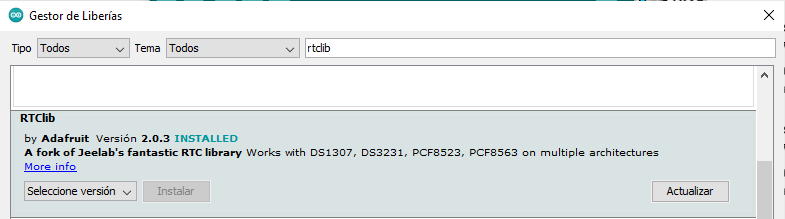 Gestor de Liberías
Tipo Todos Tema Todos rtclib
RTClib
by Adafruit Versión 2.0.3 INSTALLED
A fork of Jeelab's fantastic RTC library Works with DS1307, DS3231, PCF8523, PCF8563 on multiple architectures
More info
Seleccione versión Instalar Actualizar